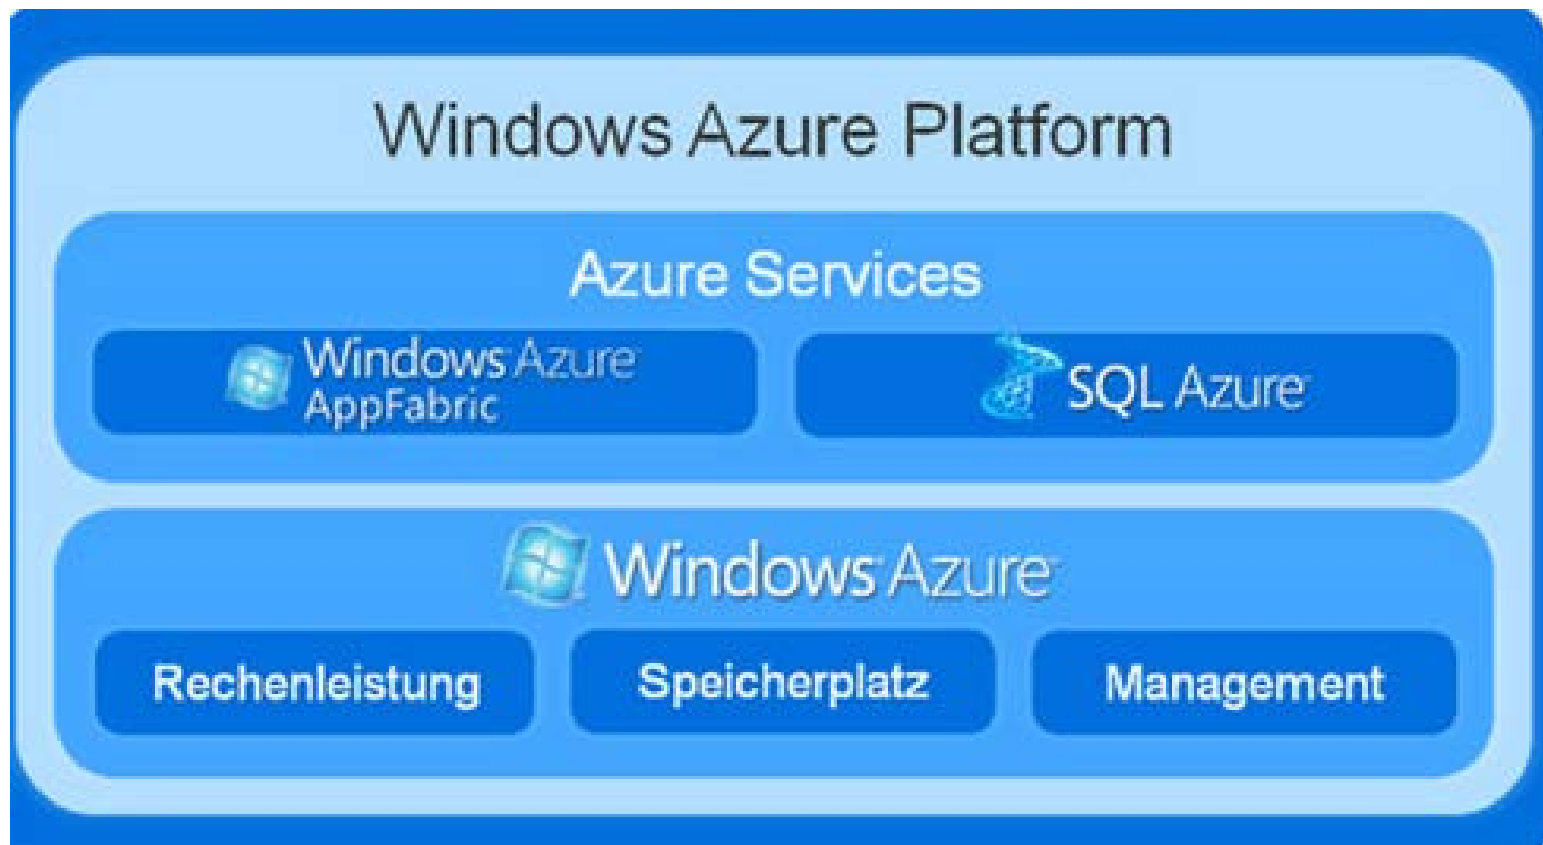 Windows Azure Platform
Azure Services
Windows Azure
AppFabric
SQL Azure
Windows Azure
Rechenleistung
Speicherplatz
Management